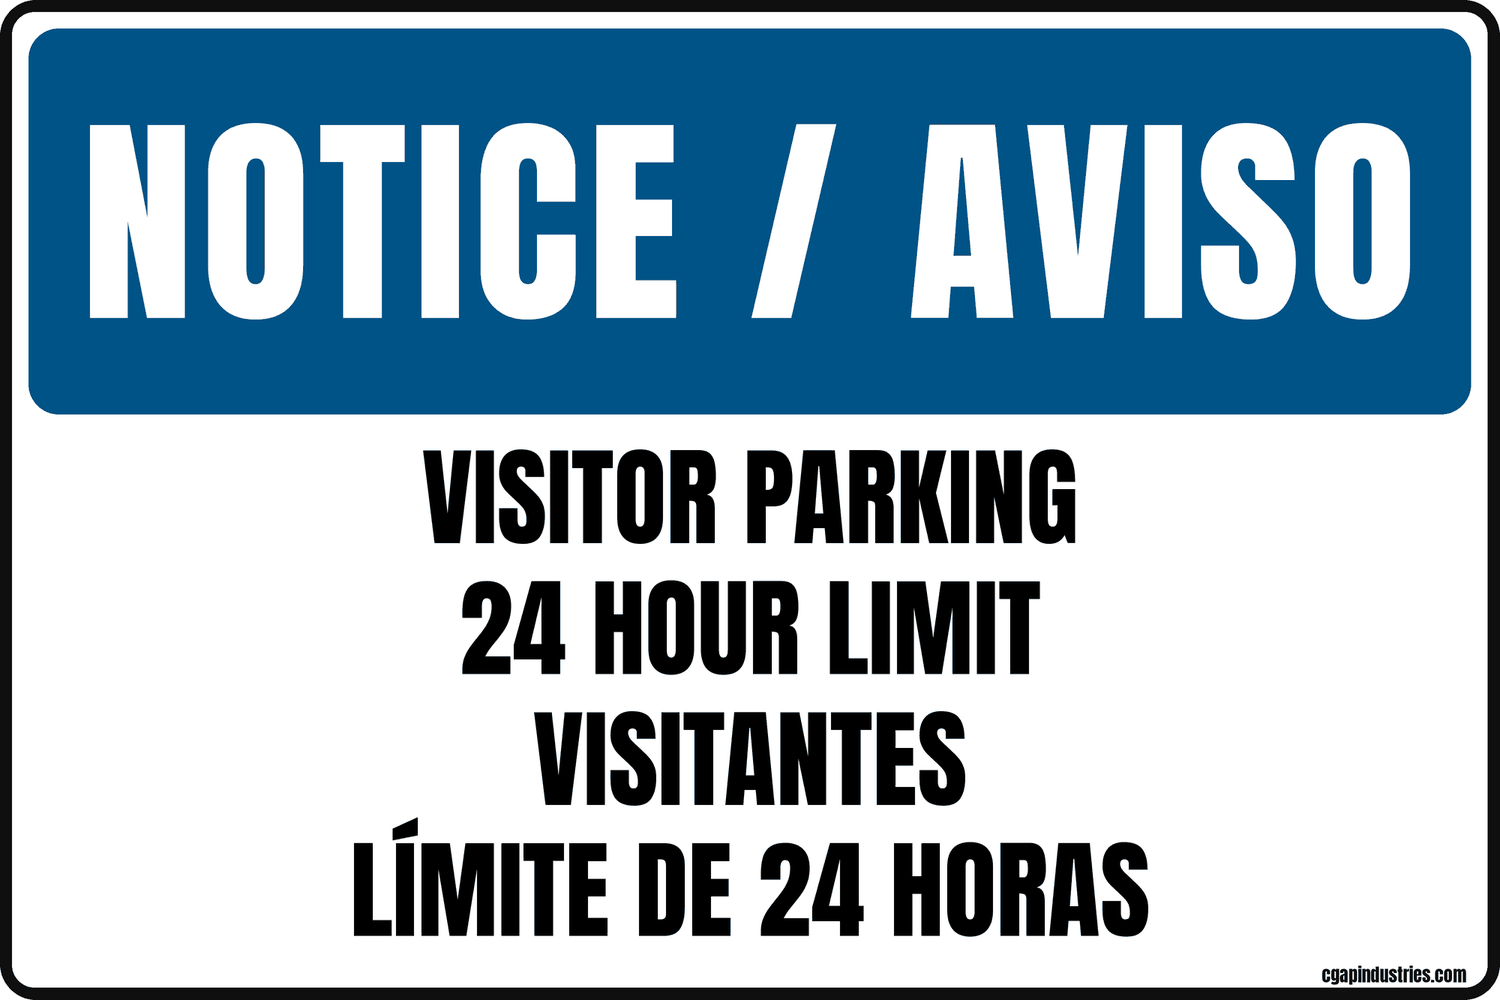 NOTICE / AVISO
VISITOR PARKING
24 HOUR LIMIT
VISITANTES
LÍMITE DE 24 HORAS
cgapindustries.com